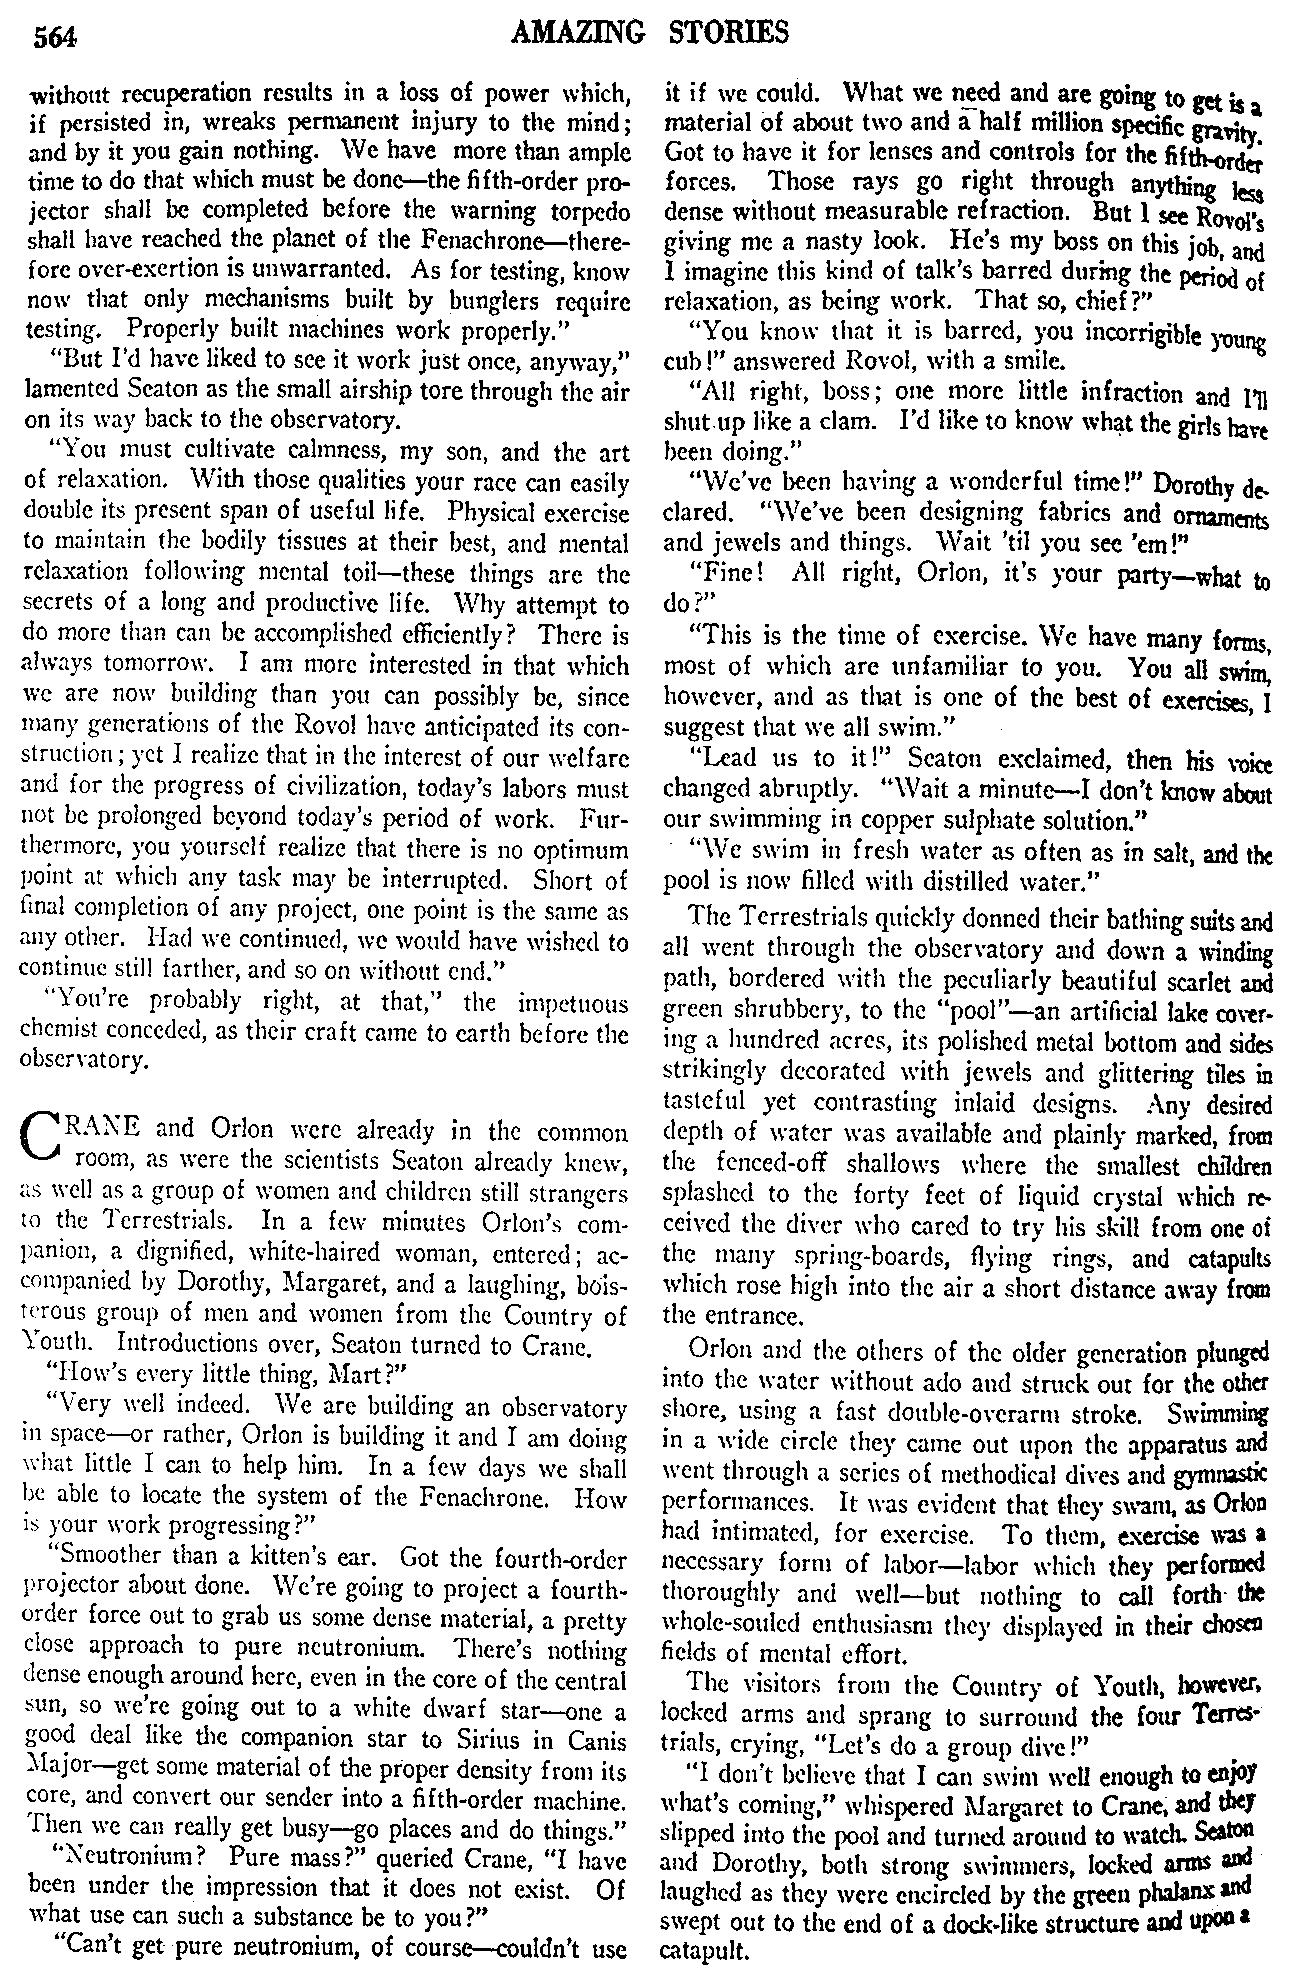 564
AMAZING STORIES
without recuperation results in a loss of power which,
if persisted in, wreaks permanent injury to the mind;
and by it you gain nothing. We have more than ample
time to do that which must be done—the fifth-order pro-
jector shall be completed before the warning torpedo
shall have reached the planet of the Fenachrone—there-
fore over-exertion is unwarranted. As for testing, know
now that only mechanisms built by bunglers require
testing. Properly built machines work properly."
"But I'd have liked to see it work just once, anyway,"
lamented Seaton as the small airship tore through the air
on its way back to the observatory.
"You must cultivate calmness, my son, and the art
of relaxation. With those qualities your race can easily
double its present span of useful life. Physical exercise
to maintain the bodily tissues at their best, and mental
relaxation following mental toil—these things are the
secrets of a long and productive life. Why attempt to
do more than can be accomplished efficiently? There is
always tomorrow. I am more interested in that which
we are now building than you can possibly be, since
many generations of the Rovol have anticipated its con-
struction; yet I realize that in the interest of our welfare
and for the progress of civilization, today's labors must
not be prolonged beyond today's period of work. Fur-
thermore, you yourself realize that there is no optimum
point at which any task may be interrupted. Short of
final completion of any project, one point is the same as
any other. Had we continued, we would have wished to
continue still farther, and so on without end."
"You're probably right, at that," the impetuous
chemist conceded, as their craft came to earth before the
observatory.
CRANE and Orlon were already in the common
room, as were the scientists Seaton already knew,
as well as a group of women and children still strangers
to the Terrestrials. In a few minutes Orlon's com-
panion, a dignified, white-haired woman, entered; ac-
companied by Dorothy, Margaret, and a laughing, bois-
terous group of men and women from the Country of
Youth. Introductions over, Seaton turned to Crane.
"How's every little thing, Mart?"
"Very well indeed. We are building an observatory
in space—or rather, Orlon is building it and I am doing
what little I can to help him. In a few days we shall
be able to locate the system of the Fenachrone. How
is your work progressing?"
"Smoother than a kitten's ear. Got the fourth-order
projector about done. We're going to project a fourth-
order force out to grab us some dense material, a pretty
close approach to pure neutronium. There's nothing
dense enough around here, even in the core of the central
sun, so we're going out to a white dwarf star—one a
good deal like the companion star to Sirius in Canis
Major—get some material of the proper density from its
core, and convert our sender into a fifth-order machine.
Then we can really get busy—go places and do things."
"Neutronium? Pure mass?" queried Crane, "I have
been under the impression that it does not exist. Of
what use can such a substance be to you?"
"Can't get pure neutronium, of course—couldn't use
it if we could. What we need and are going to get is a
material of about two and a half million specific gravity.
Got to have it for lenses and controls for the fifth-order
forces. Those rays go right through anything less
dense without measurable refraction. But I see Rovol's
giving me a nasty look. He's my boss on this job, and
I imagine this kind of talk's barred during the period of
relaxation, as being work. That so, chief?"
"You know that it is barred, you incorrigible young
cub!" answered Rovol, with a smile.
"All right, boss; one more little infraction and I'll
shut up like a clam. I'd like to know what the girls have
been doing."
"We've been having a wonderful time!" Dorothy de-
clared. "We've been designing fabrics and ornaments
and jewels and things. Wait 'til you see 'em!"
"Fine! All right, Orlon, it's your party—what to
do?"
"This is the time of exercise. We have many forms,
most of which are unfamiliar to you. You all swim,
however, and as that is one of the best of exercises, I
suggest that we all swim."
"Lead us to it!" Seaton exclaimed, then his voice
changed abruptly. "Wait a minute—I don't know about
our swimming in copper sulphate solution."
"We swim in fresh water as often as in salt, and the
pool is now filled with distilled water."
The Terrestrials quickly donned their bathing suits and
all went through the observatory and down a winding
path, bordered with the peculiarly beautiful scarlet and
green shrubbery, to the "pool"—an artificial lake cover-
ing a hundred acres, its polished metal bottom and sides
strikingly decorated with jewels and glittering tiles in
tasteful yet contrasting inlaid designs. Any desired
depth of water was available and plainly marked, from
the fenced-off shallows where the smallest children
splashed to the forty feet of liquid crystal which re-
ceived the diver who cared to try his skill from one of
the many spring-boards, flying rings, and catapults
which rose high into the air a short distance away from
the entrance.
Orlon and the others of the older generation plunged
into the water without ado and struck out for the other
shore, using a fast double-overarm stroke. Swimming
in a wide circle they came out upon the apparatus and
went through a series of methodical dives and gymnastic
performances. It was evident that they swam, as Orlon
had intimated, for exercise. To them, exercise was a
necessary form of labor—labor which they performed
thoroughly and well—but nothing to call forth the
whole-souled enthusiasm they displayed in their chosen
fields of mental effort.
The visitors from the Country of Youth, however,
locked arms and sprang to surround the four Terres-
trials, crying, "Let's do a group dive!"
"I don't believe that I can swim well enough to enjoy
what's coming," whispered Margaret to Crane, and they
slipped into the pool and turned around to watch. Seaton
and Dorothy, both strong swimmers, locked arms and
laughed as they were encircled by the green phalanx and
swept out to the end of a dock-like structure and upon a
catapult.